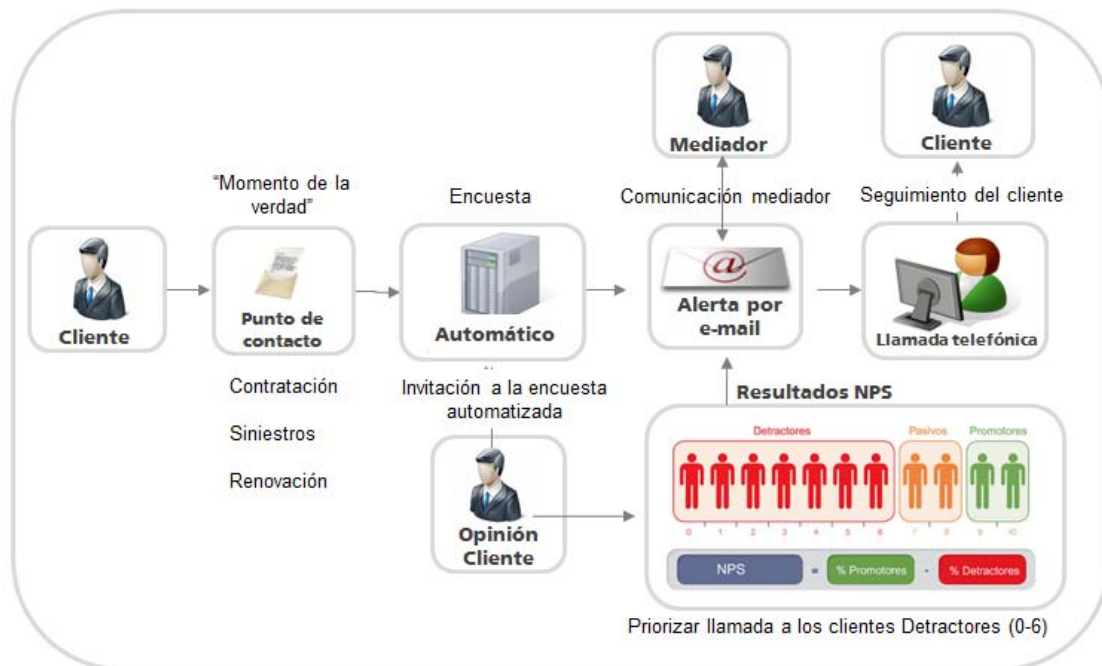 Mediador
Cliente
"Momento de la
verdad"
Encuesta
Comunicación mediador
Seguimiento del cliente
Cliente
Punto de
contacto
Automático
@
Alerta por
e-mail
Llamada telefónica
Contratación
Siniestros
Renovación
Invitación a la encuesta
automatizada
Opinión
Cliente
Resultados NPS
Detractores Pasivos Promotores
0 1 2 3 4 5 6 7 8 9 10
NPS = % Promotores - % Detractores
Priorizar llamada a los clientes Detractores (0-6)